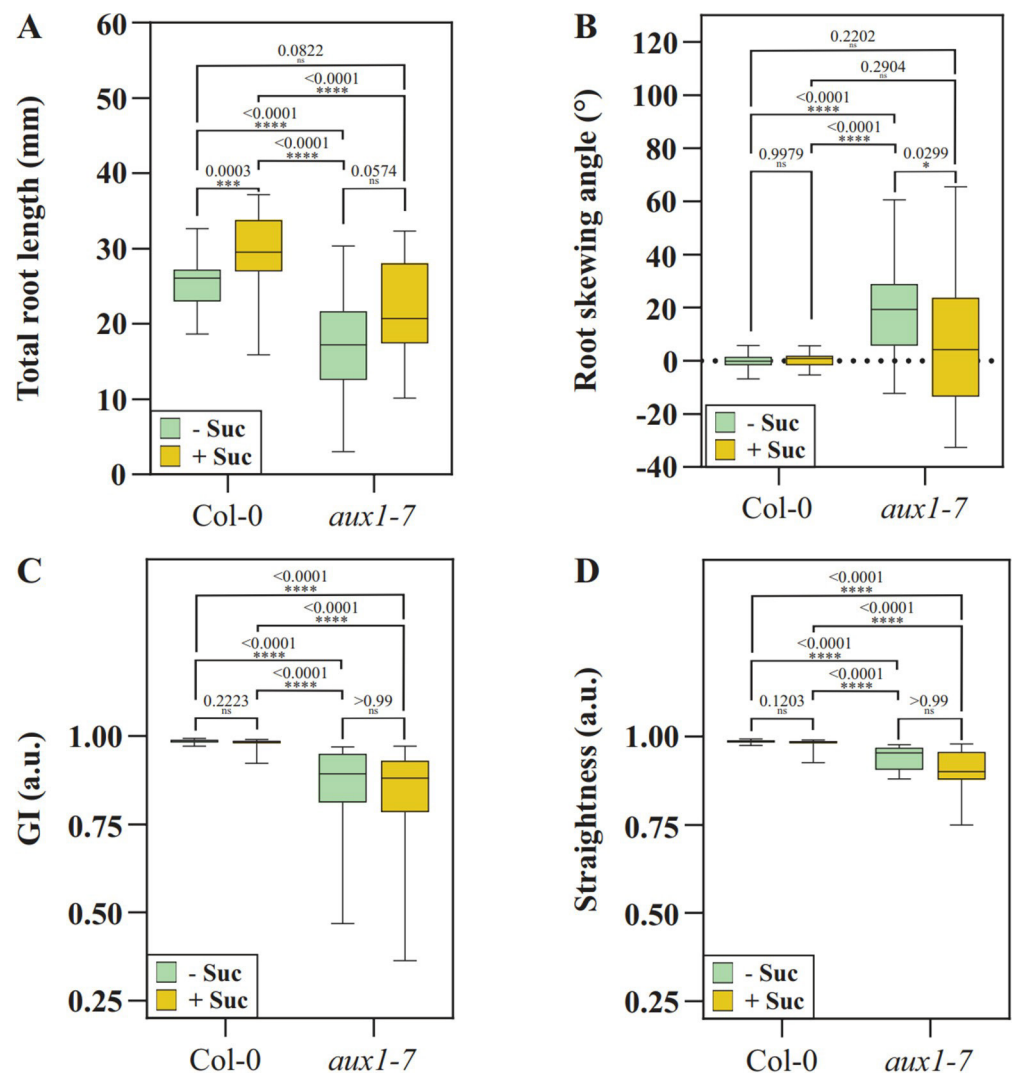 A
Total root length (mm)
60
50
40
30
20
10
0
0.0822
ns
<0.0001
****
<0.0001
****
<0.0001
****
0.0003
***
0.0574
ns
- Suc
+ Suc
Col-0
aux1-7
B
Root skewing angle (°)
120
100
80
60
40
20
0
-20
-40
0.2202
ns
0.2904
ns
<0.0001
****
<0.0001
****
0.9979
ns
0.0299
*
- Suc
+ Suc
Col-0
aux1-7
C
GI (a.u.)
1.00
0.75
0.50
0.25
<0.0001
****
<0.0001
****
<0.0001
****
<0.0001
****
0.2223
ns
>0.99
ns
- Suc
+ Suc
Col-0
aux1-7
D
Straightness (a.u.)
1.00
0.75
0.50
0.25
<0.0001
****
<0.0001
****
<0.0001
****
<0.0001
****
0.1203
ns
>0.99
ns
- Suc
+ Suc
Col-0
aux1-7